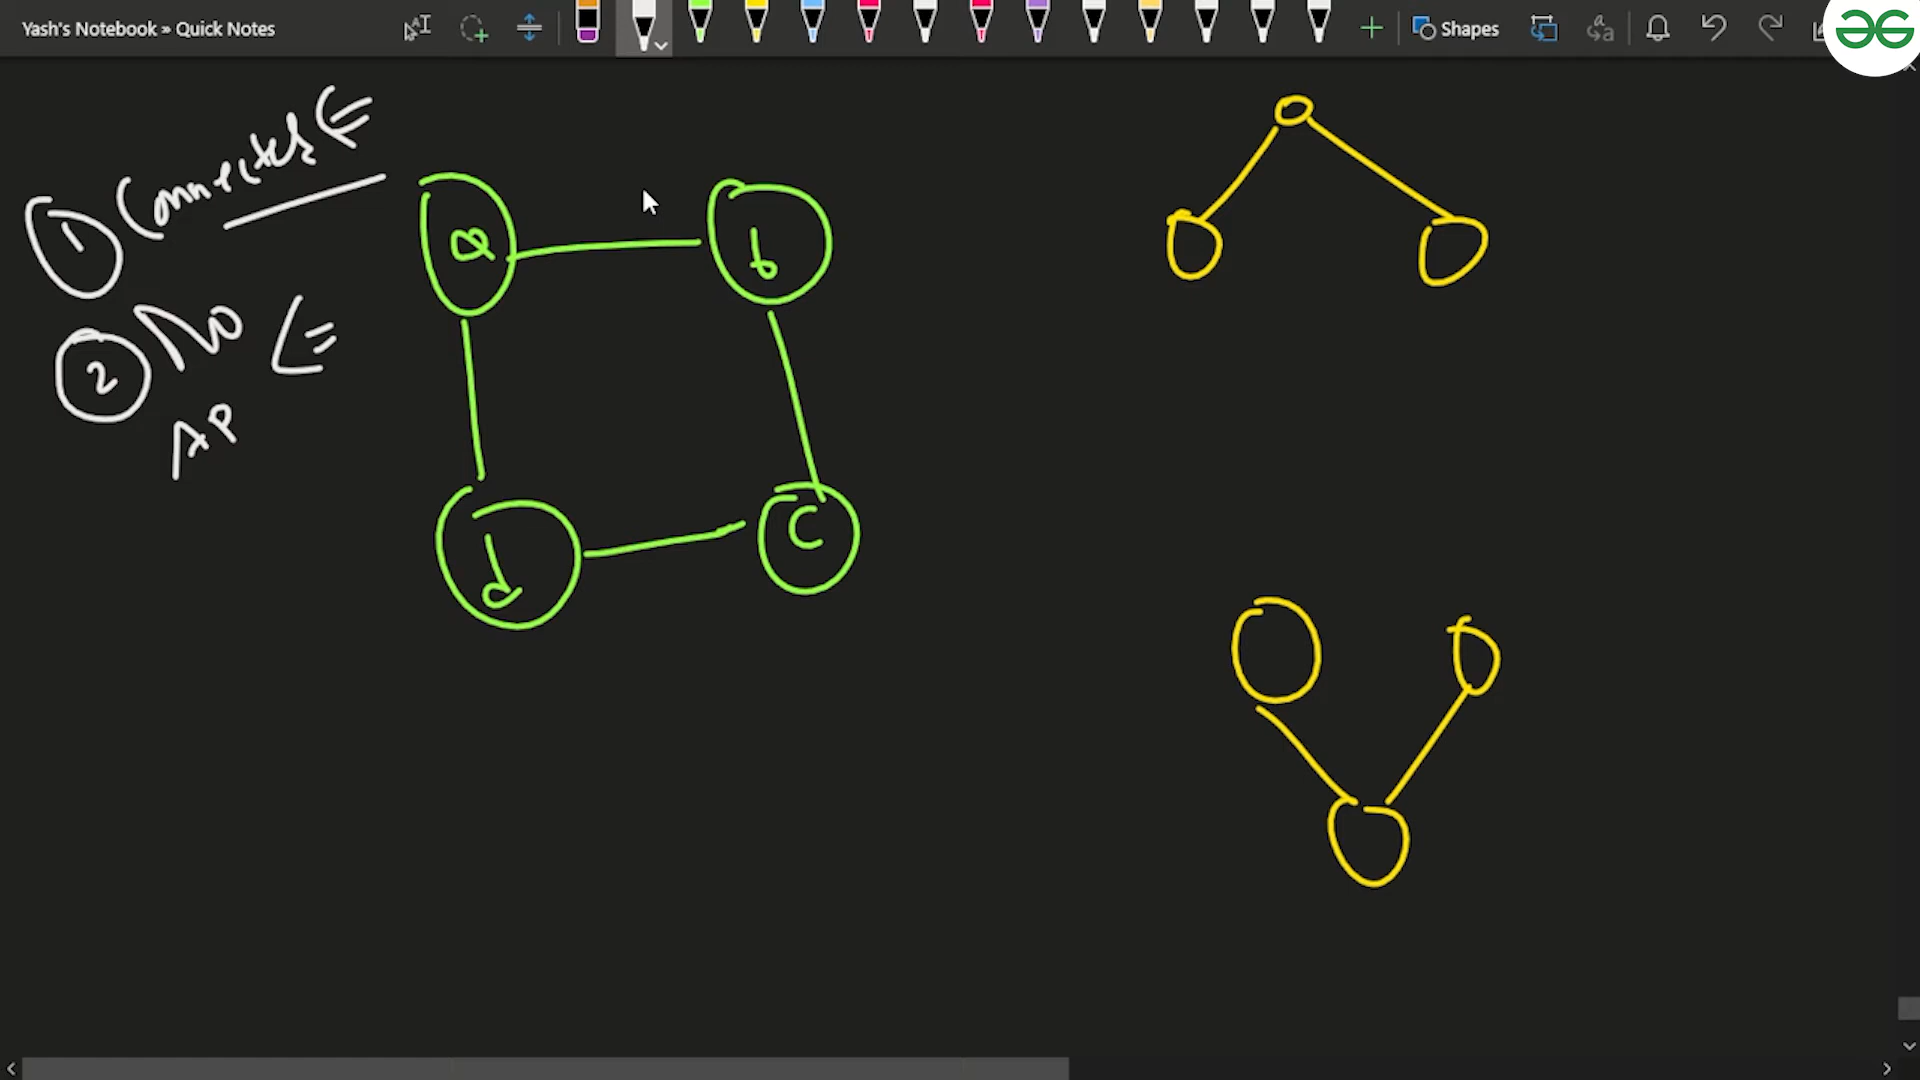 Yash's Notebook » Quick Notes
Shapes
1 Connected
2 No
AP
a
b
d
c